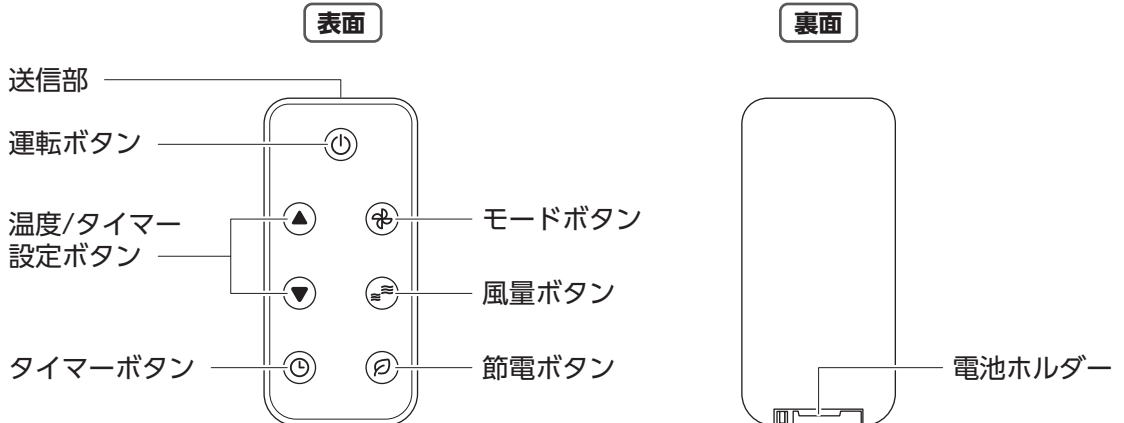 表面
裏面
送信部
運転ボタン
温度/タイマー
設定ボタン
モードボタン
風量ボタン
タイマーボタン
節電ボタン
電池ホルダー